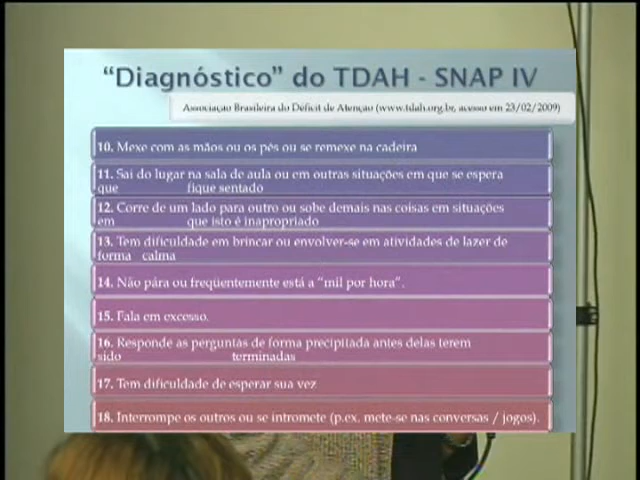 “Diagnóstico” do TDAH - SNAP IV
Associação Brasileira do Déficit de Atenção (www.tdah.org.br, acesso em 23/02/2009)
10. Mexe com as mãos ou os pés ou se remexe na cadeira
11. Sai do lugar na sala de aula ou em outras situações em que se espera
que fique sentado
12. Corre de um lado para outro ou sobe demais nas coisas em situações
em que isto é inapropriado
13. Tem dificuldade em brincar ou envolver-se em atividades de lazer de
forma calma
14. Não pára ou freqüentemente está a “mil por hora”.
15. Fala em excesso.
16. Responde as perguntas de forma precipitada antes delas terem
sido terminadas
17. Tem dificuldade de esperar sua vez
18. Interrompe os outros ou se intromete (p.ex. mete-se nas conversas / jogos).